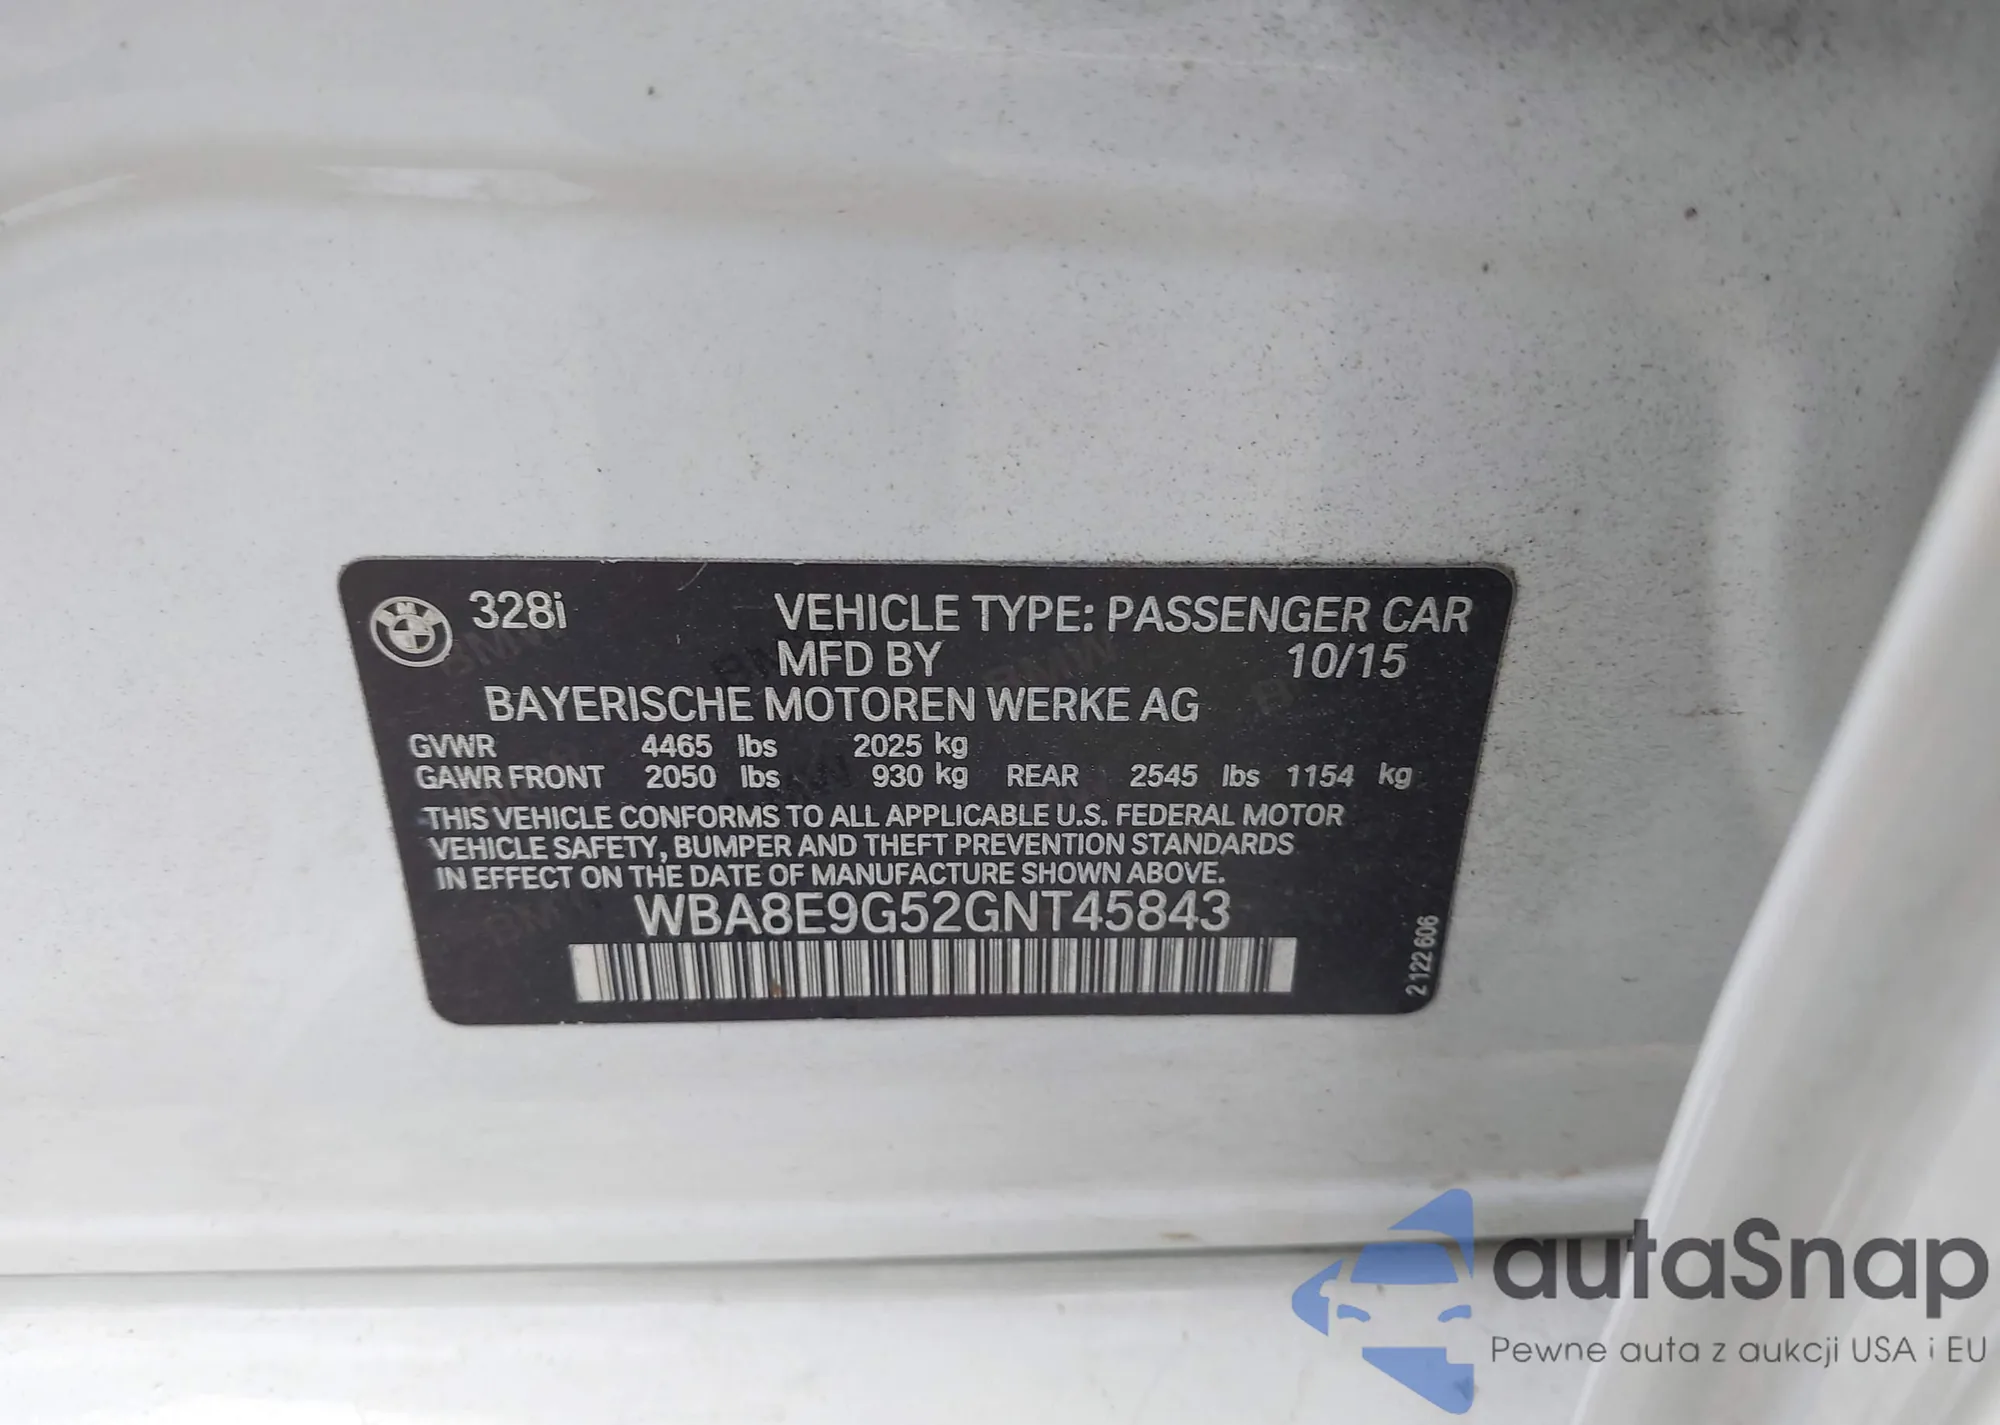 328i VEHICLE TYPE: PASSENGER CAR
MFD BY 10/15
BAYERISCHE MOTOREN WERKE AG
GVWR 4465 lbs 2025 kg
GAWR FRONT 2050 lbs 930 kg REAR 2545 lbs 1154 kg
THIS VEHICLE CONFORMS TO ALL APPLICABLE U.S. FEDERAL MOTOR
VEHICLE SAFETY, BUMPER AND THEFT PREVENTION STANDARDS
IN EFFECT ON THE DATE OF MANUFACTURE SHOWN ABOVE.
WBA8E9G52GNT45843
2 122 606
autaSnap
Pewne auta z aukcji USA i EU